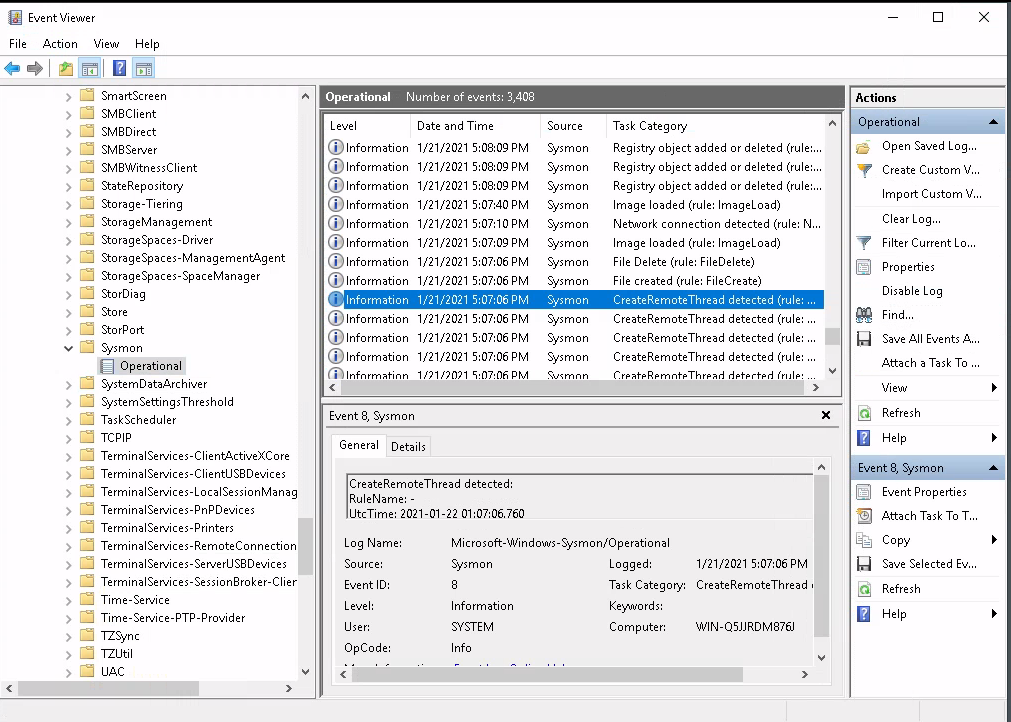 Event Viewer
File Action View Help
SmartScreen
SMBClient
SMBDirect
SMBServer
SMBWitnessClient
StateRepository
Storage-Tiering
StorageManagement
StorageSpaces-Driver
StorageSpaces-ManagementAgent
StorageSpaces-SpaceManager
StorDiag
Store
StorPort
Sysmon
Operational
SystemDataArchiver
SystemSettingsThreshold
TaskScheduler
TCPIP
TerminalServices-ClientActiveXCore
TerminalServices-ClientUSBDevices
TerminalServices-LocalSessionManag
TerminalServices-PnPDevices
TerminalServices-Printers
TerminalServices-RemoteConnection
TerminalServices-ServerUSBDevices
TerminalServices-SessionBroker-Clier
Time-Service
Time-Service-PTP-Provider
TZSync
TZUtil
UAC
Operational Number of events: 3,408
Level Date and Time Source Task Category
Information 1/21/2021 5:08:09 PM Sysmon Registry object added or deleted (rule:...
Information 1/21/2021 5:08:09 PM Sysmon Registry object added or deleted (rule:...
Information 1/21/2021 5:08:09 PM Sysmon Registry object added or deleted (rule:...
Information 1/21/2021 5:07:40 PM Sysmon Image loaded (rule: ImageLoad)
Information 1/21/2021 5:07:10 PM Sysmon Network connection detected (rule: N...
Information 1/21/2021 5:07:09 PM Sysmon Image loaded (rule: ImageLoad)
Information 1/21/2021 5:07:06 PM Sysmon File Delete (rule: FileDelete)
Information 1/21/2021 5:07:06 PM Sysmon File created (rule: FileCreate)
Information 1/21/2021 5:07:06 PM Sysmon CreateRemoteThread detected (rule: ...
Information 1/21/2021 5:07:06 PM Sysmon CreateRemoteThread detected (rule: ...
Information 1/21/2021 5:07:06 PM Sysmon CreateRemoteThread detected (rule: ...
Information 1/21/2021 5:07:06 PM Sysmon CreateRemoteThread detected (rule: ...
Information 1/21/2021 5:07:06 PM Sysmon CreateRemoteThread detected (rule: ...
Event 8, Sysmon
General Details
CreateRemoteThread detected:
RuleName: -
UtcTime: 2021-01-22 01:07:06.760
Log Name: Microsoft-Windows-Sysmon/Operational
Source: Sysmon Logged: 1/21/2021 5:07:06 PM
Event ID: 8 Task Category: CreateRemoteThread
Level: Information Keywords:
User: SYSTEM Computer: WIN-Q5JJRDM876J
OpCode: Info
Actions
Operational
Open Saved Log...
Create Custom V...
Import Custom V...
Clear Log...
Filter Current Lo...
Properties
Disable Log
Find...
Save All Events A...
Attach a Task To ...
View
Refresh
Help
Event 8, Sysmon
Event Properties
Attach Task To T...
Copy
Save Selected Ev...
Refresh
Help